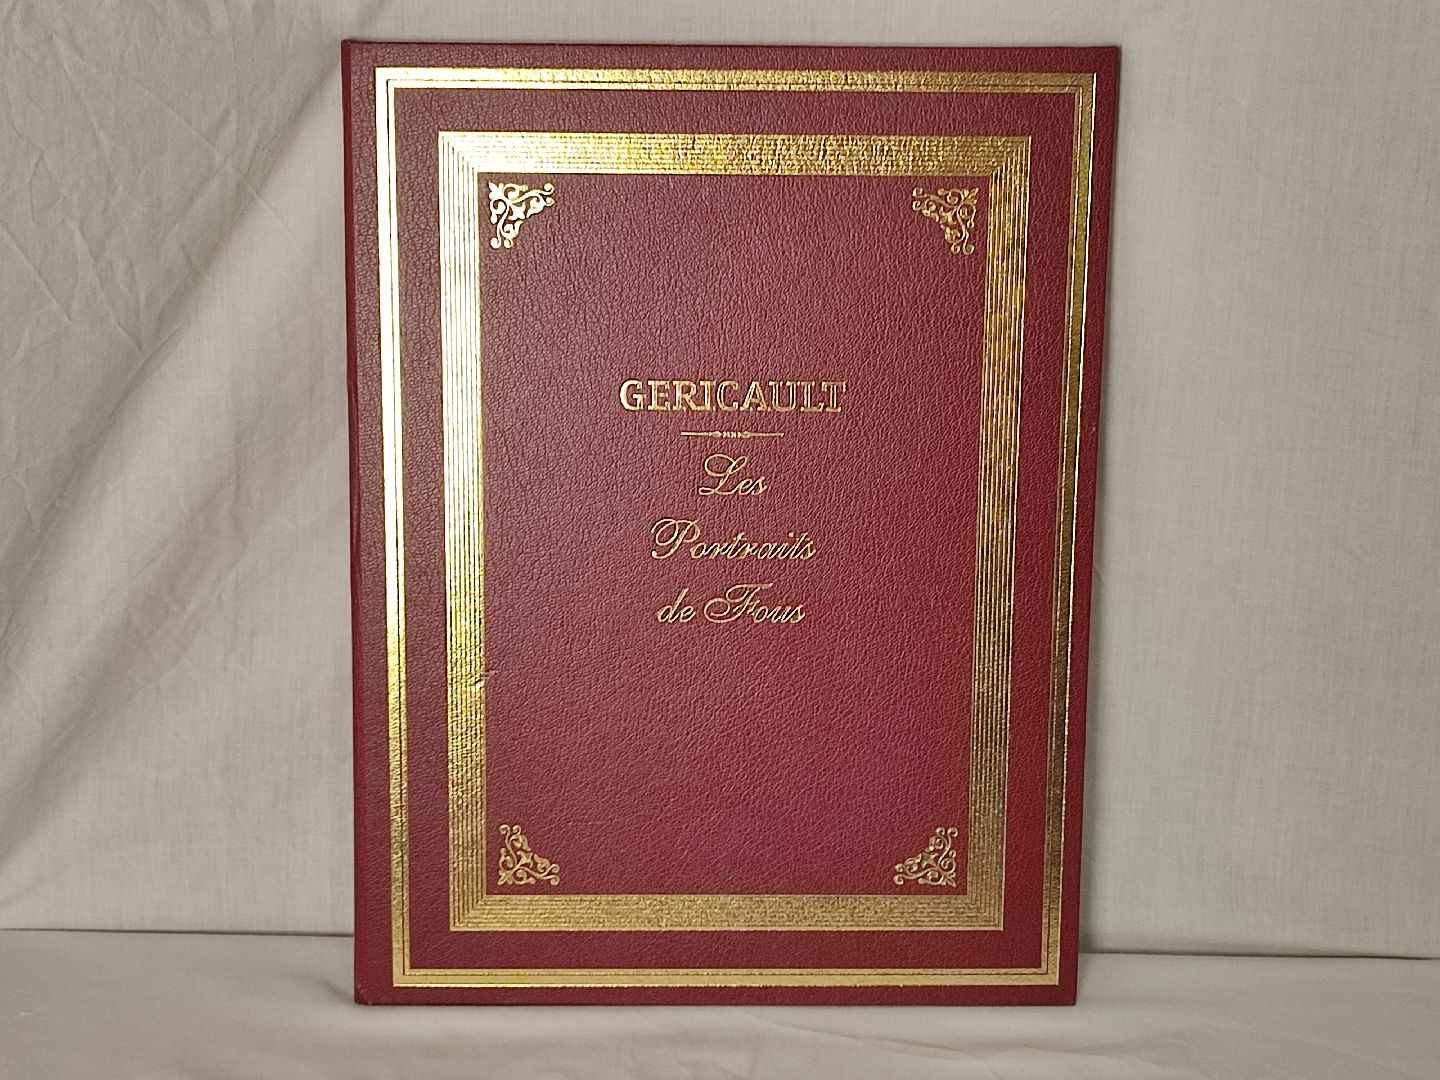 GERICAULT
Les
Portraits
de Fous